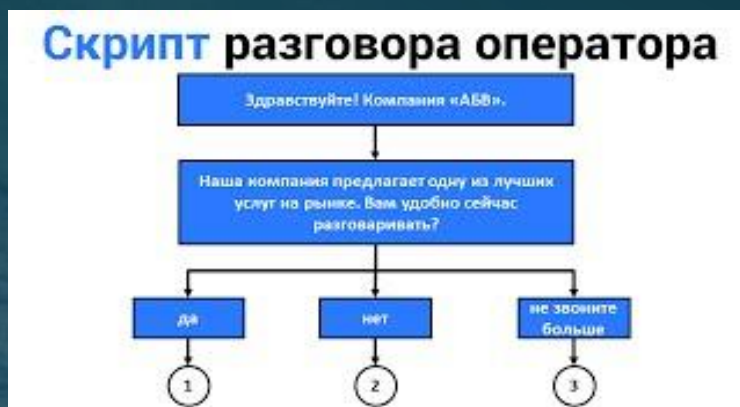 Скрипт разговора оператора
Здравствуйте! Компания «АБВ».
Наша компания предлагает одну из лучших
услуг на рынке. Вам удобно сейчас
разговаривать?
да
нет
не звоните
больше
1
2
3